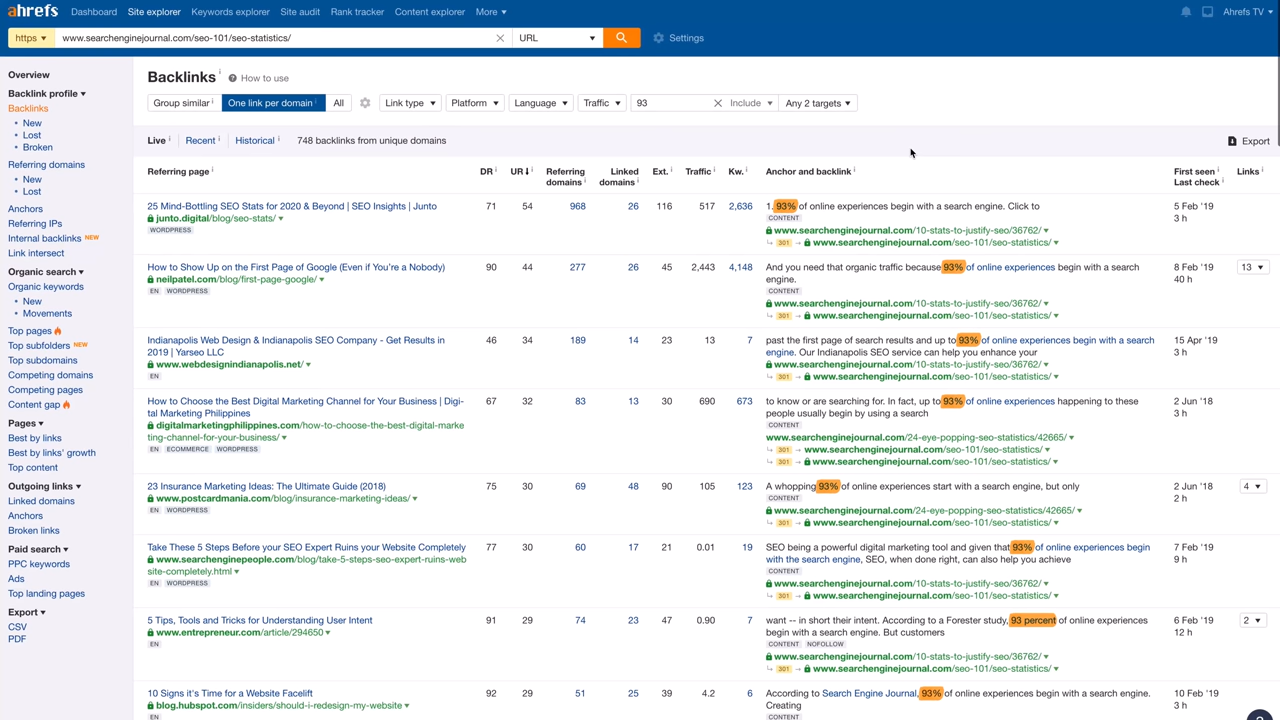 ahrefs Dashboard Site explorer Keywords explorer Site audit Rank tracker Content explorer More Ahrefs TV
https www.searchenginejournal.com/seo-101/seo-statistics/ URL Settings
Overview
Backlink profile
Backlinks
New
Lost
Broken
Referring domains
New
Lost
Anchors
Referring IPs
Internal backlinks NEW
Link intersect
Organic search
Organic keywords
New
Movements
Top pages
Top subfolders NEW
Top subdomains
Competing domains
Competing pages
Content gap
Pages
Best by links
Best by links' growth
Top content
Outgoing links
Linked domains
Anchors
Broken links
Paid search
PPC keywords
Ads
Top landing pages
Export
CSV
PDF
Backlinks i ? How to use
Group similar i One link per domain i All Link type Platform Language Traffic 93 Include Any 2 targets
Live i Recent i Historical i 748 backlinks from unique domains Export
Referring page i DR i UR i Referring domains i Linked domains i Ext. i Traffic i Kw. i Anchor and backlink i First seen i Last check i Links i
25 Mind-Bottling SEO Stats for 2020 & Beyond | SEO Insights | Junto 71 54 968 26 116 517 2,636 1. 93% of online experiences begin with a search engine. Click to 5 Feb '19
junto.digital/blog/seo-stats/ CONTENT 3 h
WORDPRESS www.searchenginejournal.com/10-stats-to-justify-seo/36762/
301 www.searchenginejournal.com/seo-101/seo-statistics/
How to Show Up on the First Page of Google (Even if You're a Nobody) 90 44 277 26 45 2,443 4,148 And you need that organic traffic because 93% of online experiences begin with a search 8 Feb '19 13
neilpatel.com/blog/first-page-google/ engine. 40 h
EN WORDPRESS CONTENT
www.searchenginejournal.com/10-stats-to-justify-seo/36762/
301 www.searchenginejournal.com/seo-101/seo-statistics/
Indianapolis Web Design & Indianapolis SEO Company - Get Results in 46 34 189 14 23 13 7 past the first page of search results and up to 93% of online experiences begin with a search 15 Apr '19
2019 | Yarseo LLC engine. Our Indianapolis SEO service can help you enhance your 3 h
www.webdesignindianapolis.net/ www.searchenginejournal.com/10-stats-to-justify-seo/36762/
EN 301 www.searchenginejournal.com/seo-101/seo-statistics/
How to Choose the Best Digital Marketing Channel for Your Business | Digi- 67 32 83 13 30 690 673 to know or are searching for. In fact, up to 93% of online experiences happening to these 2 Jun '18
tal Marketing Philippines people usually begin by using a search 3 h
digitalmarketingphilippines.com/how-to-choose-the-best-digital-marke CONTENT
ting-channel-for-your-business/ www.searchenginejournal.com/24-eye-popping-seo-statistics/42665/
EN ECOMMERCE WORDPRESS 301 www.searchenginejournal.com/seo-101/seo-statistics/
301 www.searchenginejournal.com/seo-101/seo-statistics/
23 Insurance Marketing Ideas: The Ultimate Guide (2018) 75 30 69 48 90 105 123 A whopping 93% of online experiences start with a search engine, but only 2 Jun '18 4
www.postcardmania.com/blog/insurance-marketing-ideas/ CONTENT 2 h
EN WORDPRESS www.searchenginejournal.com/24-eye-popping-seo-statistics/42665/
301 www.searchenginejournal.com/seo-101/seo-statistics/
Take These 5 Steps Before your SEO Expert Ruins your Website Completely 77 30 60 17 21 0.01 19 SEO being a powerful digital marketing tool and given that 93% of online experiences begin 7 Feb '19
www.searchenginepeople.com/blog/take-5-steps-seo-expert-ruins-web with the search engine, SEO, when done right, can also help you achieve 9 h
site-completely.html CONTENT
EN WORDPRESS www.searchenginejournal.com/10-stats-to-justify-seo/36762/
301 www.searchenginejournal.com/seo-101/seo-statistics/
5 Tips, Tools and Tricks for Understanding User Intent 91 29 74 23 47 0.90 7 want -- in short their intent. According to a Forester study, 93 percent of online experiences 6 Feb '19 2
www.entrepreneur.com/article/294650 begin with a search engine. But customers 12 h
EN CONTENT NOFOLLOW
www.searchenginejournal.com/10-stats-to-justify-seo/36762/
301 www.searchenginejournal.com/seo-101/seo-statistics/
10 Signs it's Time for a Website Facelift 92 29 51 25 39 4.2 6 According to Search Engine Journal, 93% of online experiences begin with a search engine. 10 Feb '19
blog.hubspot.com/insiders/should-i-redesign-my-website Creating 3 h
EN CONTENT